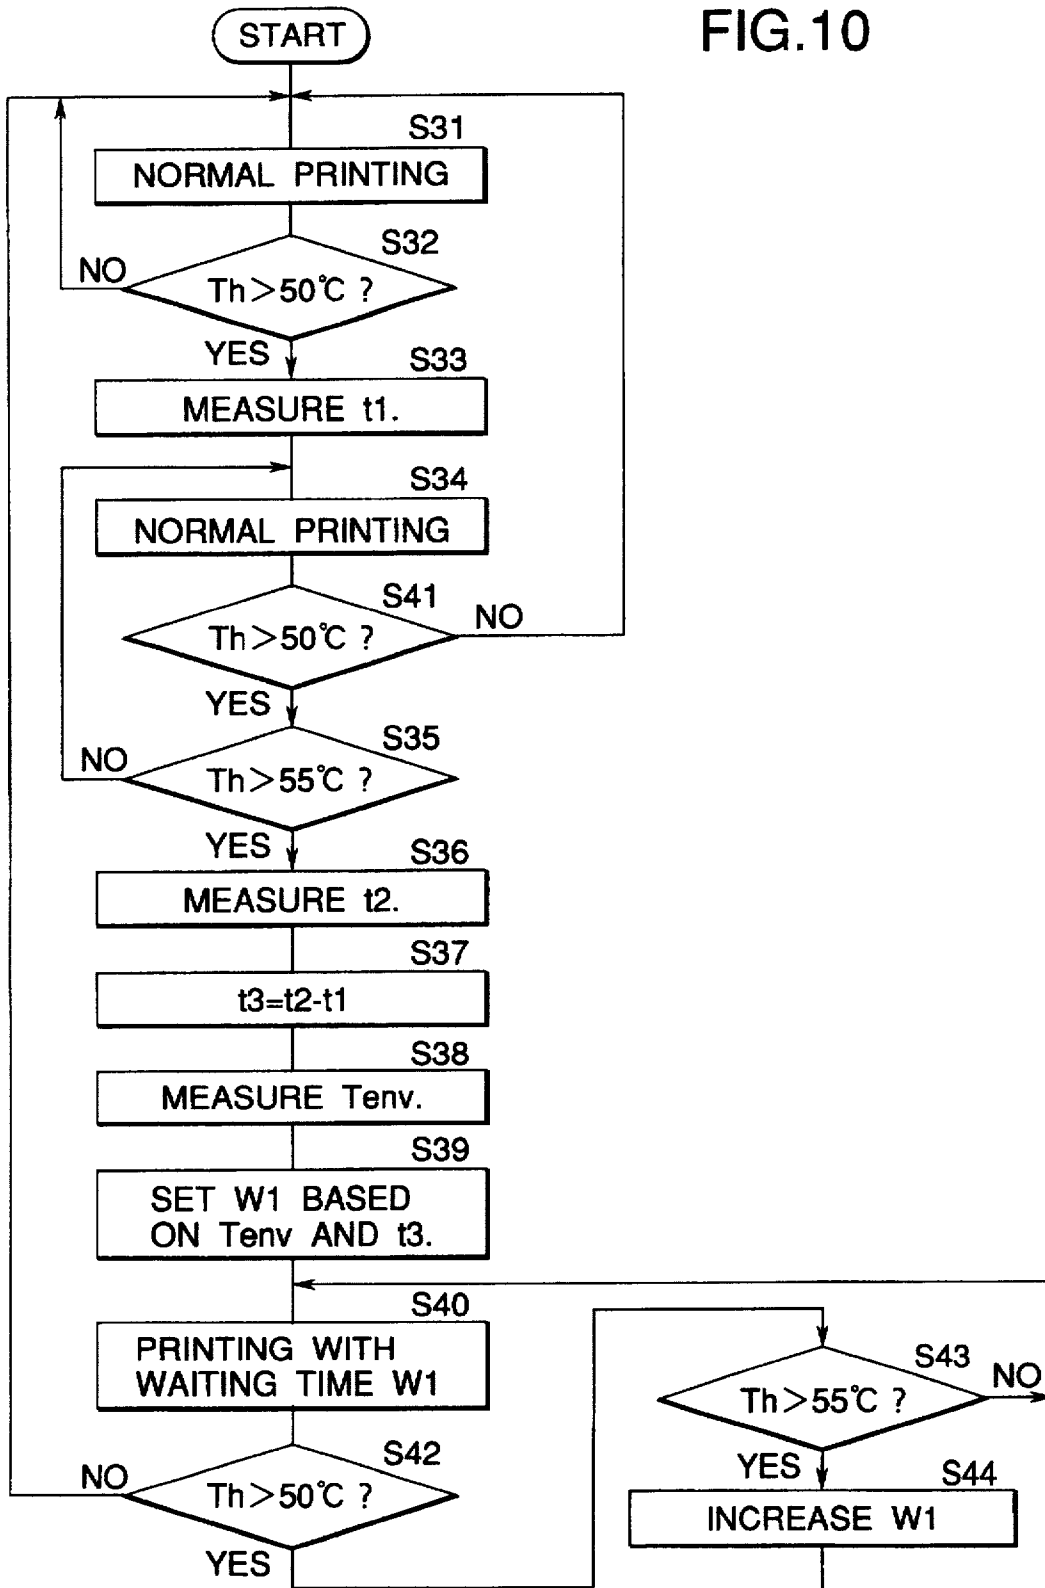 FIG.10
START
S31
NORMAL PRINTING
S32
Th>50℃ ?
NO
YES
S33
MEASURE t1.
S34
NORMAL PRINTING
S41
Th>50℃ ?
NO
YES
S35
Th>55℃ ?
NO
YES
S36
MEASURE t2.
S37
t3=t2-t1
S38
MEASURE Tenv.
S39
SET W1 BASED
ON Tenv AND t3.
S40
PRINTING WITH
WAITING TIME W1
S42
Th>50℃ ?
NO
YES
S43
Th>55℃ ?
NO
YES
S44
INCREASE W1